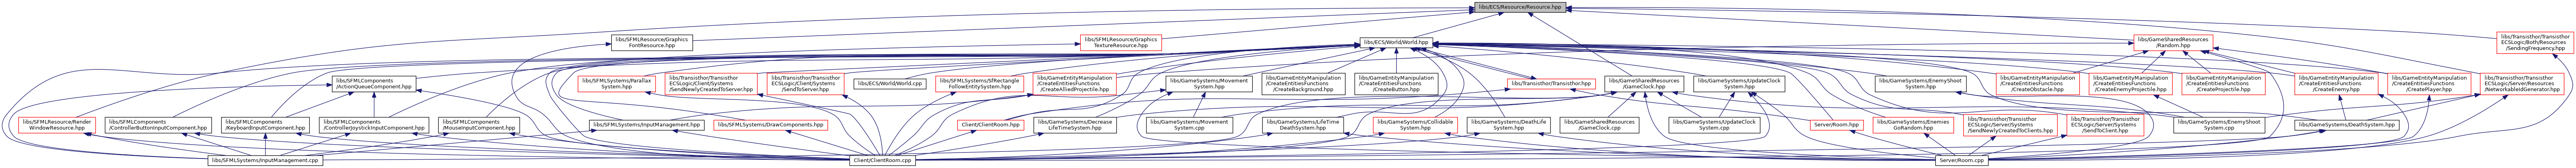 libs/ECS/Resource/Resource.hpp
libs/SFMLResource/Graphics
FontResource.hpp
libs/SFMLResource/Graphics
TextureResource.hpp
libs/ECS/World/World.hpp
libs/GameSharedResources
/Random.hpp
libs/Transisthor/Transisthor
ECSLogic/Both/Resources
/SendingFrequency.hpp
libs/SFMLComponents
/ActionQueueComponent.hpp
libs/SFMLSystems/Parallax
System.hpp
libs/Transisthor/Transisthor
ECSLogic/Client/Systems
/SendNewlyCreatedToServer.hpp
libs/Transisthor/Transisthor
ECSLogic/Client/Systems
/SendToServer.hpp
libs/ECS/World/World.cpp
libs/SFMLSystems/SfRectangle
FollowEntitySystem.hpp
libs/GameEntityManipulation
/CreateEntitiesFunctions
/CreateAlliedProjectile.hpp
libs/GameSystems/Movement
System.hpp
libs/GameEntityManipulation
/CreateEntitiesFunctions
/CreateBackground.hpp
libs/GameEntityManipulation
/CreateEntitiesFunctions
/CreateButton.hpp
libs/Transisthor/Transisthor.hpp
libs/GameSharedResources
/GameClock.hpp
libs/GameSystems/UpdateClock
System.hpp
libs/GameSystems/EnemyShoot
System.hpp
libs/GameEntityManipulation
/CreateEntitiesFunctions
/CreateObstacle.hpp
libs/GameEntityManipulation
/CreateEntitiesFunctions
/CreateEnemyProjectile.hpp
libs/GameEntityManipulation
/CreateEntitiesFunctions
/CreateProjectile.hpp
libs/GameEntityManipulation
/CreateEntitiesFunctions
/CreateEnemy.hpp
libs/GameEntityManipulation
/CreateEntitiesFunctions
/CreatePlayer.hpp
libs/Transisthor/Transisthor
ECSLogic/Server/Resources
/NetworkableIdGenerator.hpp
libs/SFMLResource/Render
WindowResource.hpp
libs/SFMLComponents
/ControllerButtonInputComponent.hpp
libs/SFMLComponents
/KeyboardInputComponent.hpp
libs/SFMLComponents
/ControllerJoystickInputComponent.hpp
libs/SFMLComponents
/MouseInputComponent.hpp
libs/SFMLSystems/InputManagement.hpp
libs/SFMLSystems/DrawComponents.hpp
Client/ClientRoom.hpp
libs/GameSystems/Decrease
LifeTimeSystem.hpp
libs/GameSystems/Movement
System.cpp
libs/GameSharedResources
/GameClock.cpp
libs/GameSystems/LifeTime
DeathSystem.hpp
libs/GameSystems/Collidable
System.hpp
libs/GameSystems/DeathLife
System.hpp
libs/GameSystems/UpdateClock
System.cpp
Server/Room.hpp
libs/GameSystems/Enemies
GoRandom.hpp
libs/Transisthor/Transisthor
ECSLogic/Server/Systems
/SendNewlyCreatedToClients.hpp
libs/Transisthor/Transisthor
ECSLogic/Server/Systems
/SendToClient.hpp
libs/GameSystems/EnemyShoot
System.cpp
libs/GameSystems/DeathSystem.hpp
libs/SFMLSystems/InputManagement.cpp
Client/ClientRoom.cpp
Server/Room.cpp